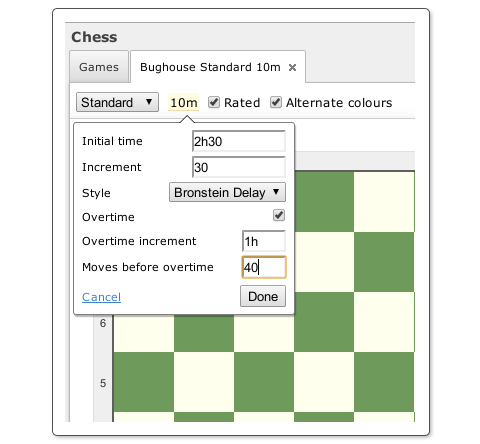 Chess
Games
Bughouse Standard 10m ×
Standard 10m Rated Alternate colours
Initial time 2h30
Increment 30
Style Bronstein Delay
Overtime
Overtime increment 1h
Moves before overtime 40
Cancel Done
6
5